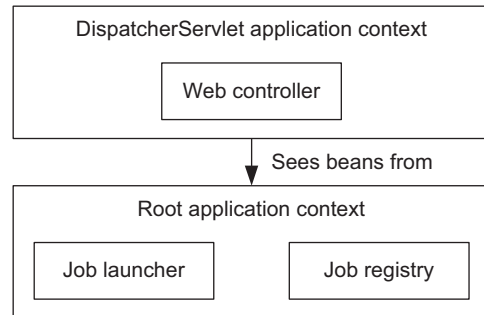 DispatcherServlet application context
Web controller
Sees beans from
Root application context
Job launcher
Job registry